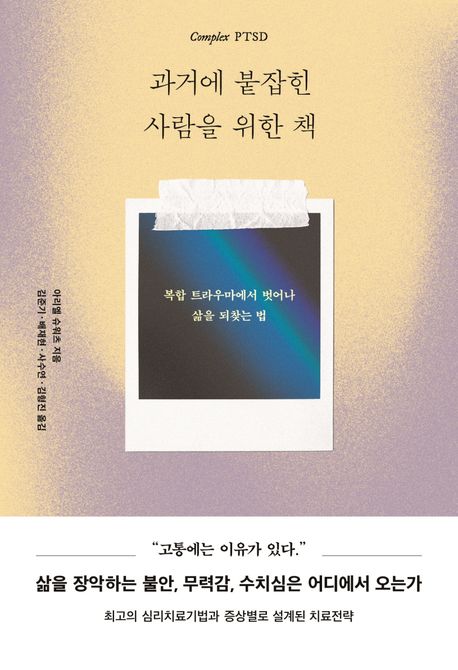 Complex PTSD
과거에 붙잡힌
사람을 위한 책
복합 트라우마에서 벗어나
삶을 되찾는 법
아리엘 슈워츠 지음
김준기·배재현·사수연·김형진 옮김
“고통에는 이유가 있다.”
삶을 장악하는 불안, 무력감, 수치심은 어디에서 오는가
최고의 심리치료기법과 증상별로 설계된 치료전략